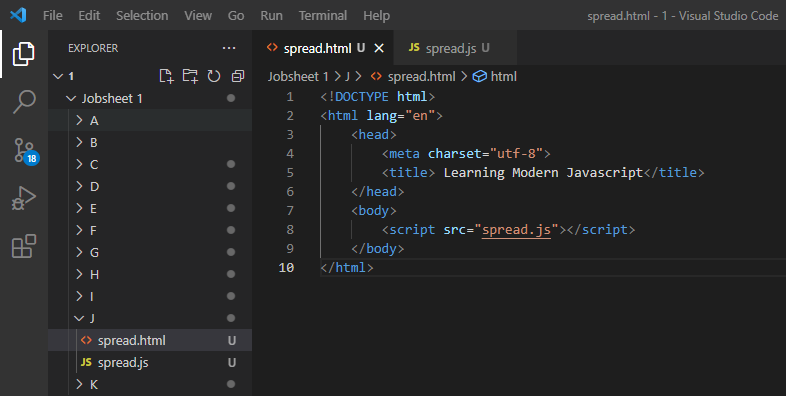 File Edit Selection View Go Run Terminal Help spread.html - 1 - Visual Studio Code
EXPLORER ···
1
Jobsheet 1
A
B
C
D
E
F
G
H
I
J
spread.html U
JS spread.js U
K
18
<> spread.html U × JS spread.js U
Jobsheet 1 > J > <> spread.html > html
1 <!DOCTYPE html>
2 <html lang="en">
3 <head>
4 <meta charset="utf-8">
5 <title> Learning Modern Javascript</title>
6 </head>
7 <body>
8 <script src="spread.js"></script>
9 </body>
10 </html>